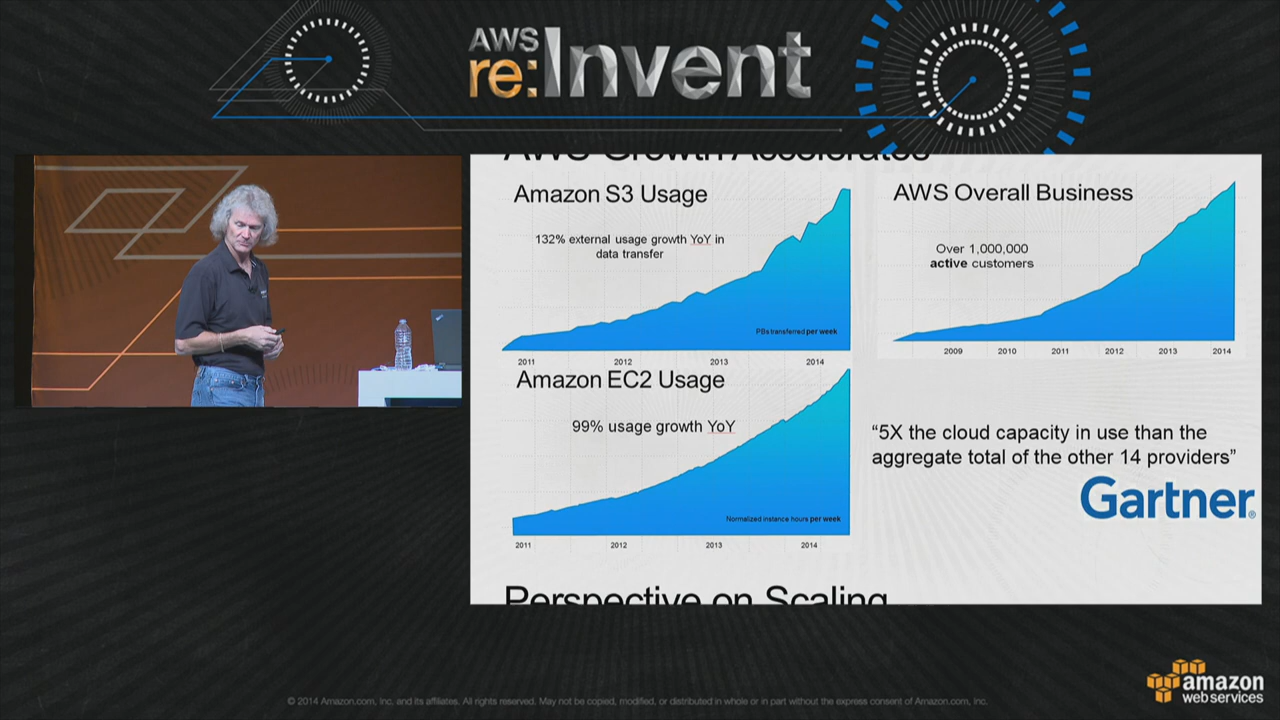 AWS
re:Invent
AWS Growth Accelerates
Amazon S3 Usage
132% external usage growth YoY in
data transfer
PBs transferred per week
2011 2012 2013 2014
AWS Overall Business
Over 1,000,000
active customers
2009 2010 2011 2012 2013 2014
Amazon EC2 Usage
99% usage growth YoY
Normalized instance hours per week
2011 2012 2013 2014
“5X the cloud capacity in use than the
aggregate total of the other 14 providers”
Gartner®
Perspective on Scaling
amazon
web services
© 2014 Amazon.com, Inc. and its affiliates. All rights reserved. May not be copied, modified, or distributed in whole or in part without the express consent of Amazon.com, Inc.